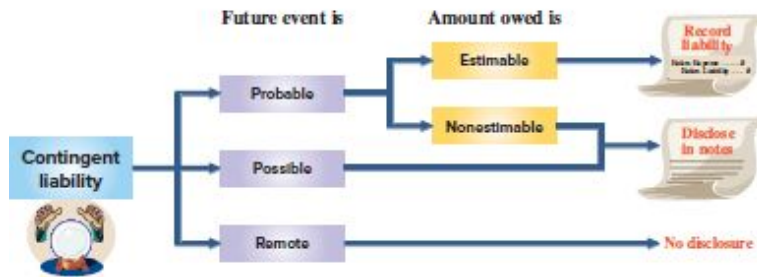 Future event is
Amount owed is
Record
liability
Estimable
Probable
Nonestimable
Disclose
in notes
Contingent
liability
Possible
Remote
No disclosure